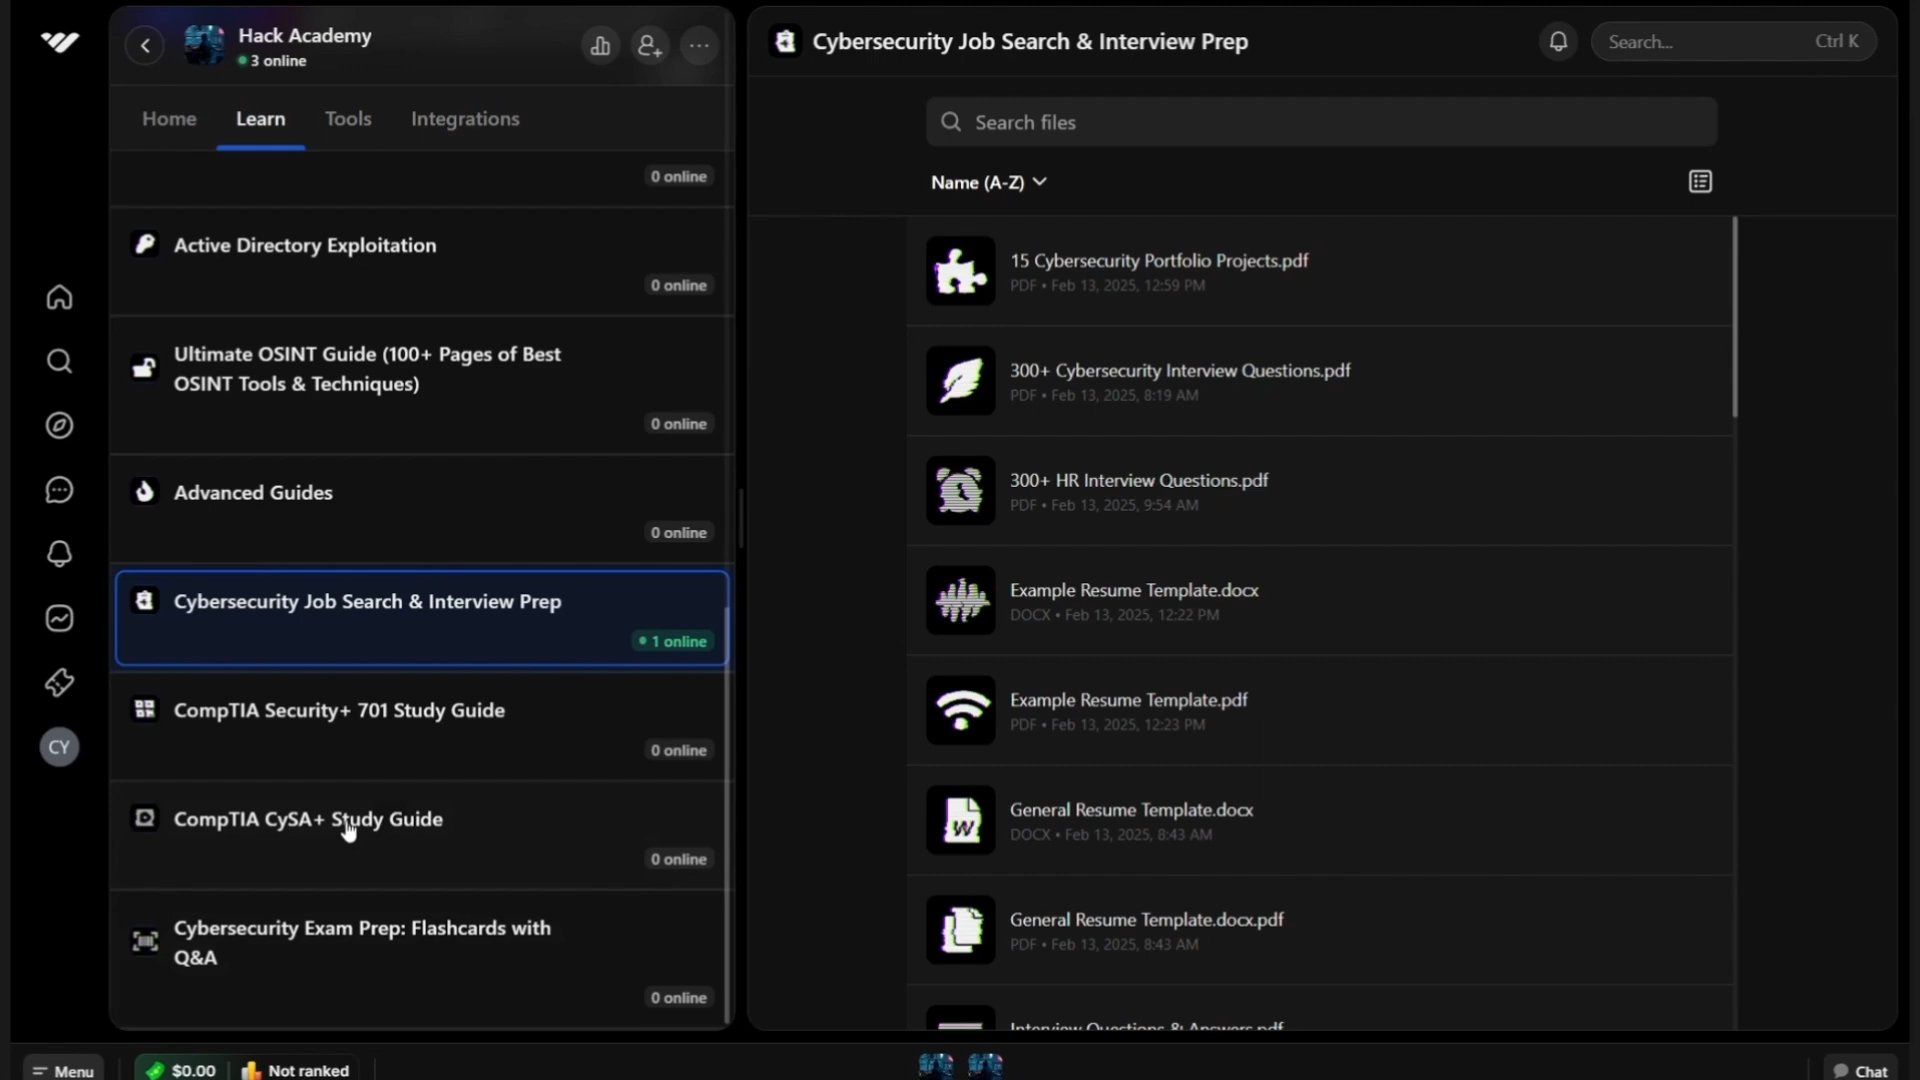 Hack Academy
3 online
Home
Learn
Tools
Integrations
0 online
Active Directory Exploitation
0 online
Ultimate OSINT Guide (100+ Pages of Best
OSINT Tools & Techniques)
0 online
Advanced Guides
0 online
Cybersecurity Job Search & Interview Prep
1 online
CompTIA Security+ 701 Study Guide
0 online
CompTIA CySA+ Study Guide
0 online
Cybersecurity Exam Prep: Flashcards with
Q&A
0 online
CY
Cybersecurity Job Search & Interview Prep
Search...
Ctrl K
Search files
Name (A-Z)
15 Cybersecurity Portfolio Projects.pdf
PDF • Feb 13, 2025, 12:59 PM
300+ Cybersecurity Interview Questions.pdf
PDF • Feb 13, 2025, 8:19 AM
300+ HR Interview Questions.pdf
PDF • Feb 13, 2025, 9:54 AM
Example Resume Template.docx
DOCX • Feb 13, 2025, 12:22 PM
Example Resume Template.pdf
PDF • Feb 13, 2025, 12:23 PM
W
General Resume Template.docx
DOCX • Feb 13, 2025, 8:43 AM
General Resume Template.docx.pdf
PDF • Feb 13, 2025, 8:43 AM
Interview Questions & Answers.pdf
Menu
$0.00
Not ranked
Chat